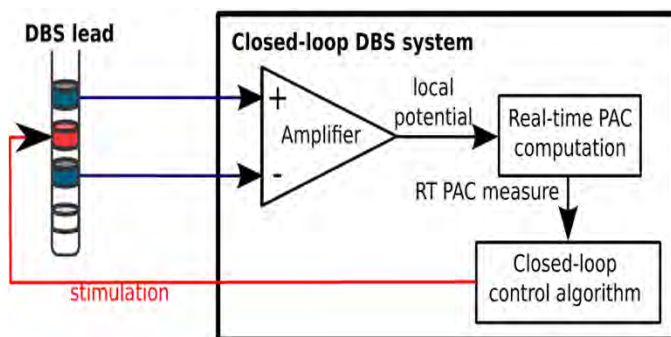 DBS lead
Closed-loop DBS system
+
Amplifier
-
local
potential
Real-time PAC
computation
RT PAC measure
Closed-loop
control algorithm
stimulation